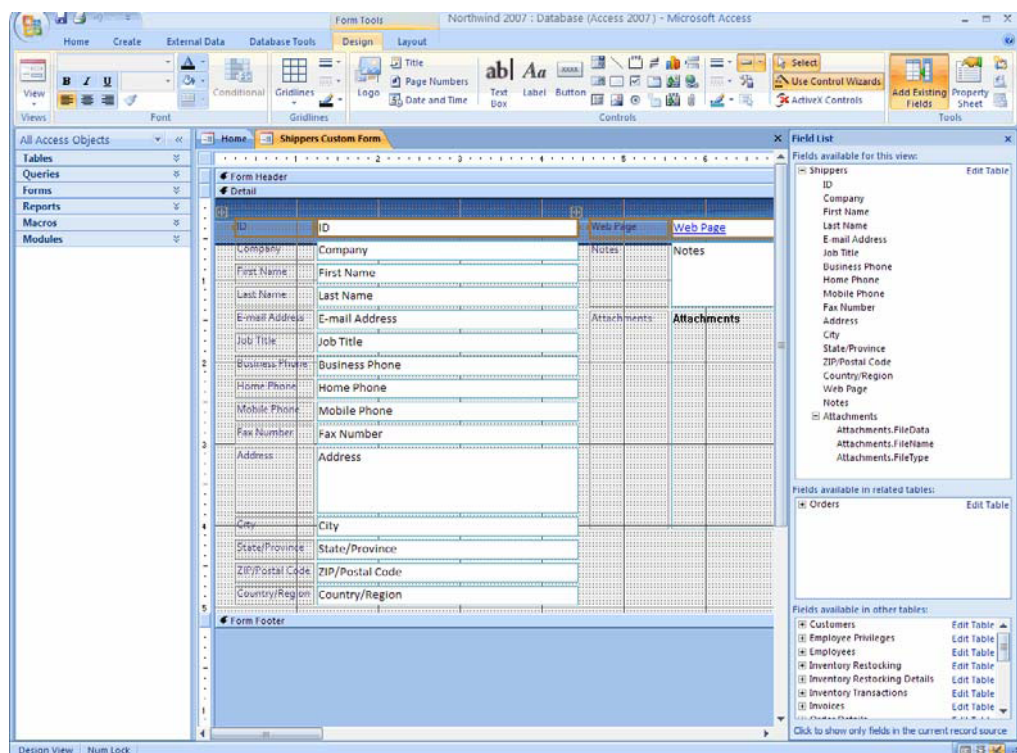 Form Tools
Northwind 2007 : Database (Access 2007) - Microsoft Access
Home Create External Data Database Tools Design Layout
View
Views
B I U
Font
Conditional
Gridlines
Gridlines
Logo
Title
Page Numbers
Date and Time
ab| Text Box
Aa Label
xxxx Button
Controls
Select
Use Control Wizards
ActiveX Controls
Add Existing Fields
Property Sheet
Tools
All Access Objects
Tables
Queries
Forms
Reports
Macros
Modules
Home
Shippers Custom Form
1 2 3 4 5 6
Form Header
Detail
ID ID
Company Company
First Name First Name
Last Name Last Name
E-mail Address E-mail Address
Job Title Job Title
Business Phone Business Phone
Home Phone Home Phone
Mobile Phone Mobile Phone
Fax Number Fax Number
Address Address
City City
State/Province State/Province
ZIP/Postal Code ZIP/Postal Code
Country/Region Country/Region
Web Page Web Page
Notes Notes
Attachments Attachments
Form Footer
Field List
Fields available for this view:
Shippers Edit Table
ID
Company
First Name
Last Name
E-mail Address
Job Title
Business Phone
Home Phone
Mobile Phone
Fax Number
Address
City
State/Province
ZIP/Postal Code
Country/Region
Web Page
Notes
Attachments
Attachments.FileData
Attachments.FileName
Attachments.FileType
Fields available in related tables:
Orders Edit Table
Fields available in other tables:
Customers Edit Table
Employee Privileges Edit Table
Employees Edit Table
Inventory Restocking Edit Table
Inventory Restocking Details Edit Table
Inventory Transactions Edit Table
Invoices Edit Table
Click to show only fields in the current record source
Design View Num Lock